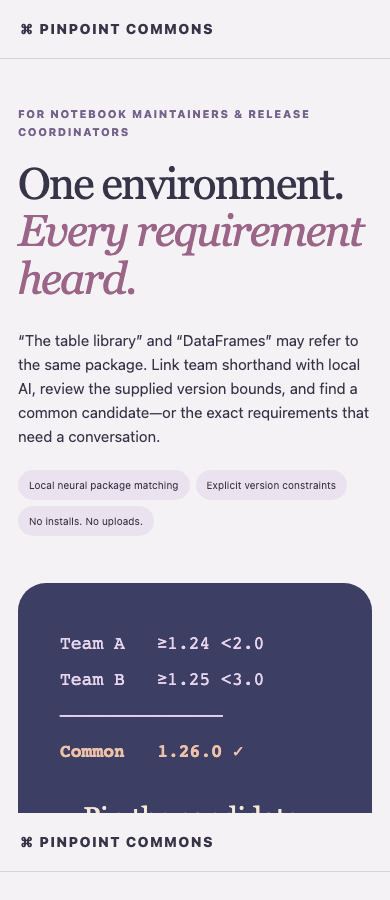 ⌘ PINPOINT COMMONS
FOR NOTEBOOK MAINTAINERS & RELEASE
COORDINATORS
One environment.
Every requirement
heard.
“The table library” and “DataFrames” may refer to
the same package. Link team shorthand with local
AI, review the supplied version bounds, and find a
common candidate—or the exact requirements that
need a conversation.
Local neural package matching
Explicit version constraints
No installs. No uploads.
Team A ≥1.24 <2.0
Team B ≥1.25 <3.0
Common 1.26.0 ✓
⌘ PINPOINT COMMONS